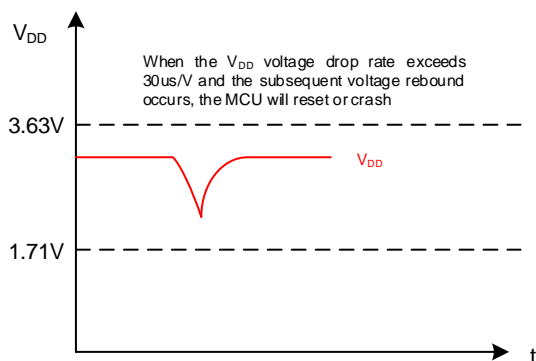 VDD
When the VDD voltage drop rate exceeds
30us/V and the subsequent voltage rebound
occurs, the MCU will reset or crash
3.63V
VDD
1.71V
t